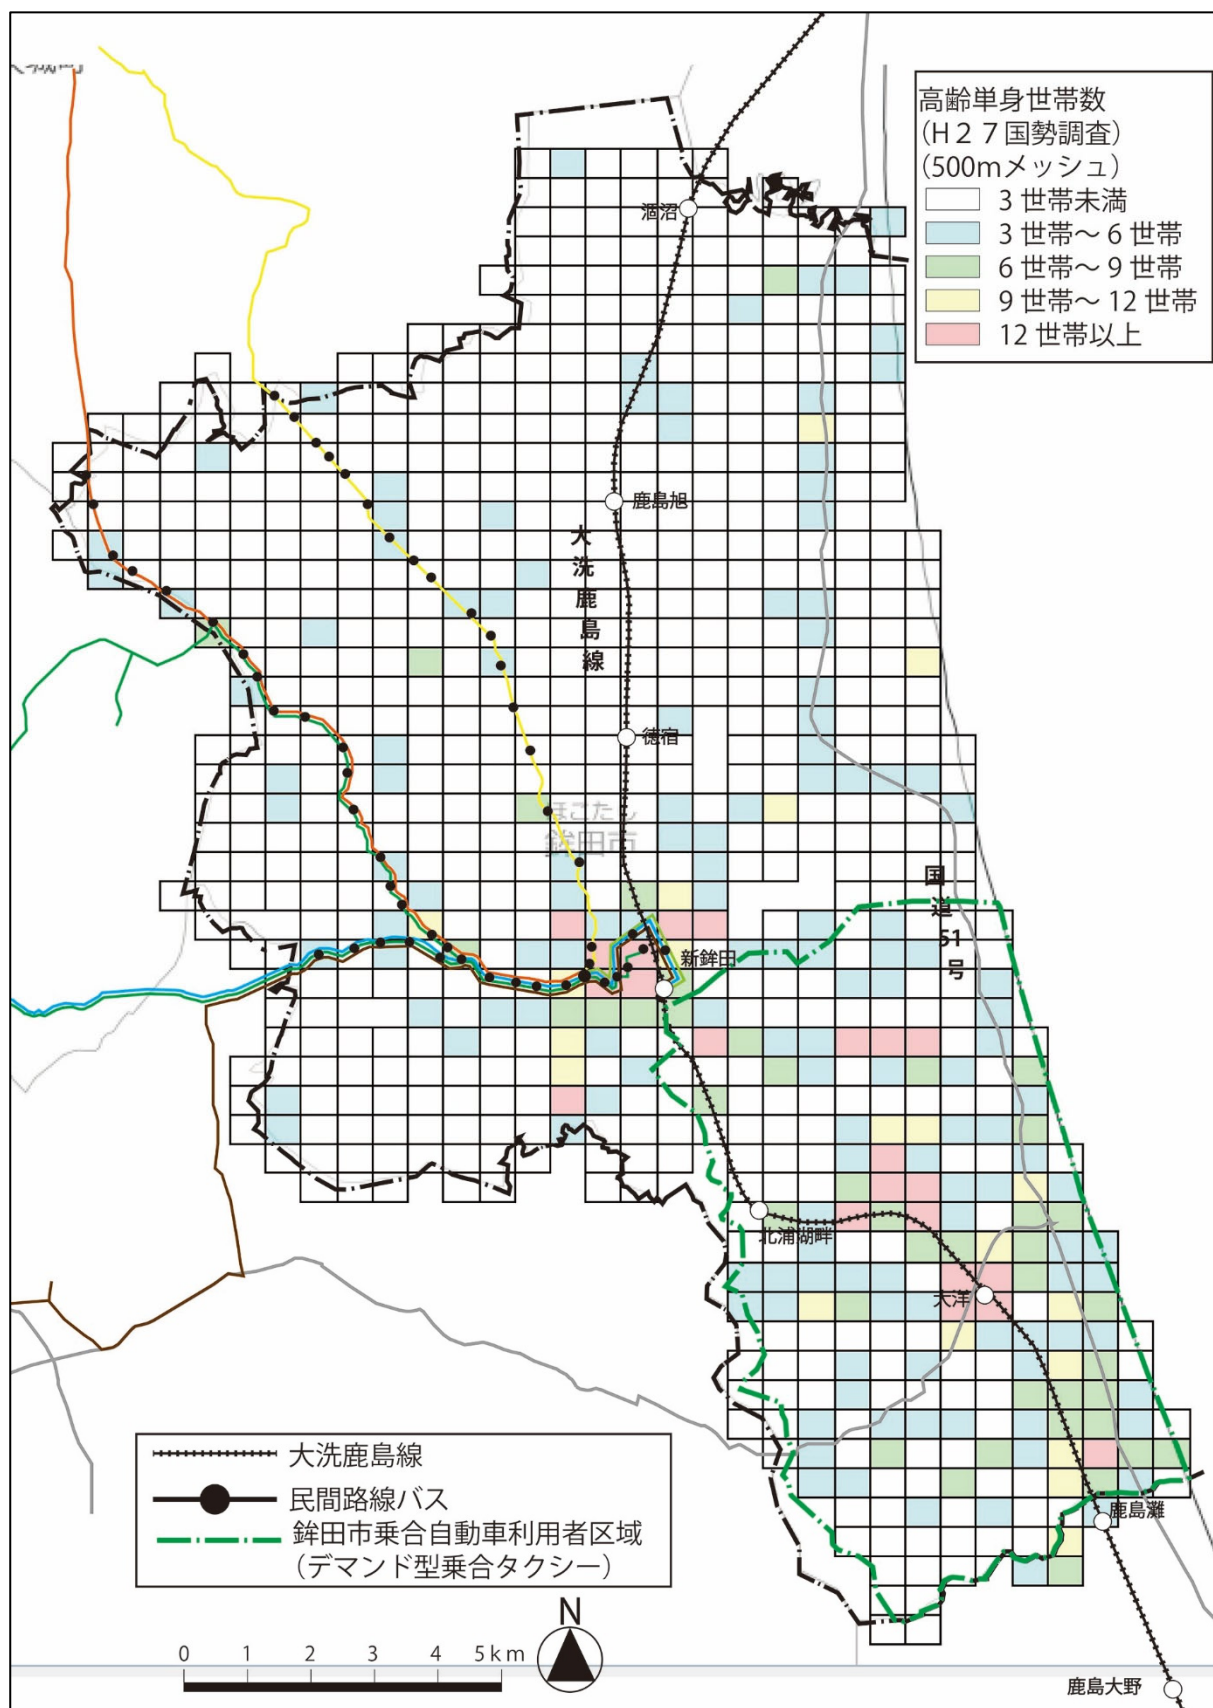 高齢単身世帯数
(H27国勢調査)
(500mメッシュ)
3世帯未満
3世帯～6世帯
6世帯～9世帯
9世帯～12世帯
12世帯以上
涸沼
鹿島旭
大洗鹿島線
徳宿
ほこたし
鉾田市
国道51号
新鉾田
北浦湖畔
大洋
鹿島灘
鹿島大野
大洗鹿島線
民間路線バス
鉾田市乗合自動車利用者区域
(デマンド型乗合タクシー)
N
0 1 2 3 4 5km